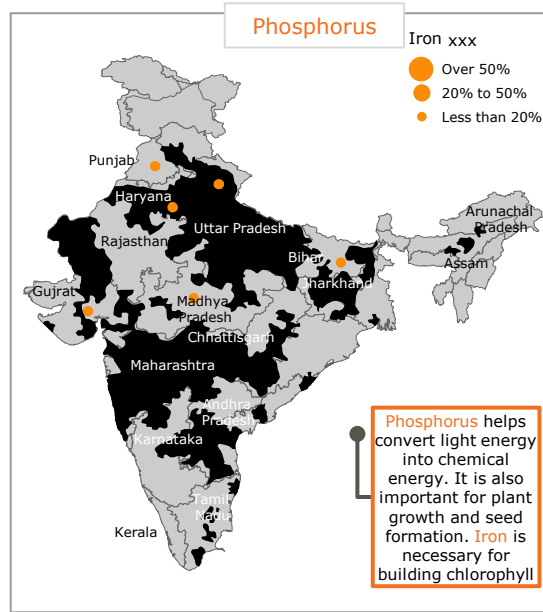 Phosphorus
Iron xxx
Over 50%
20% to 50%
Less than 20%
Punjab
Haryana
Uttar Pradesh
Rajasthan
Arunachal
Pradesh
Assam
Bihar
Jharkhand
Gujrat
Madhya
Pradesh
Chhattisgarh
Maharashtra
Andhra
Pradesh
Karnataka
Tamil
Nadu
Kerala
Phosphorus helps
convert light energy
into chemical
energy. It is also
important for plant
growth and seed
formation. Iron is
necessary for
building chlorophyll